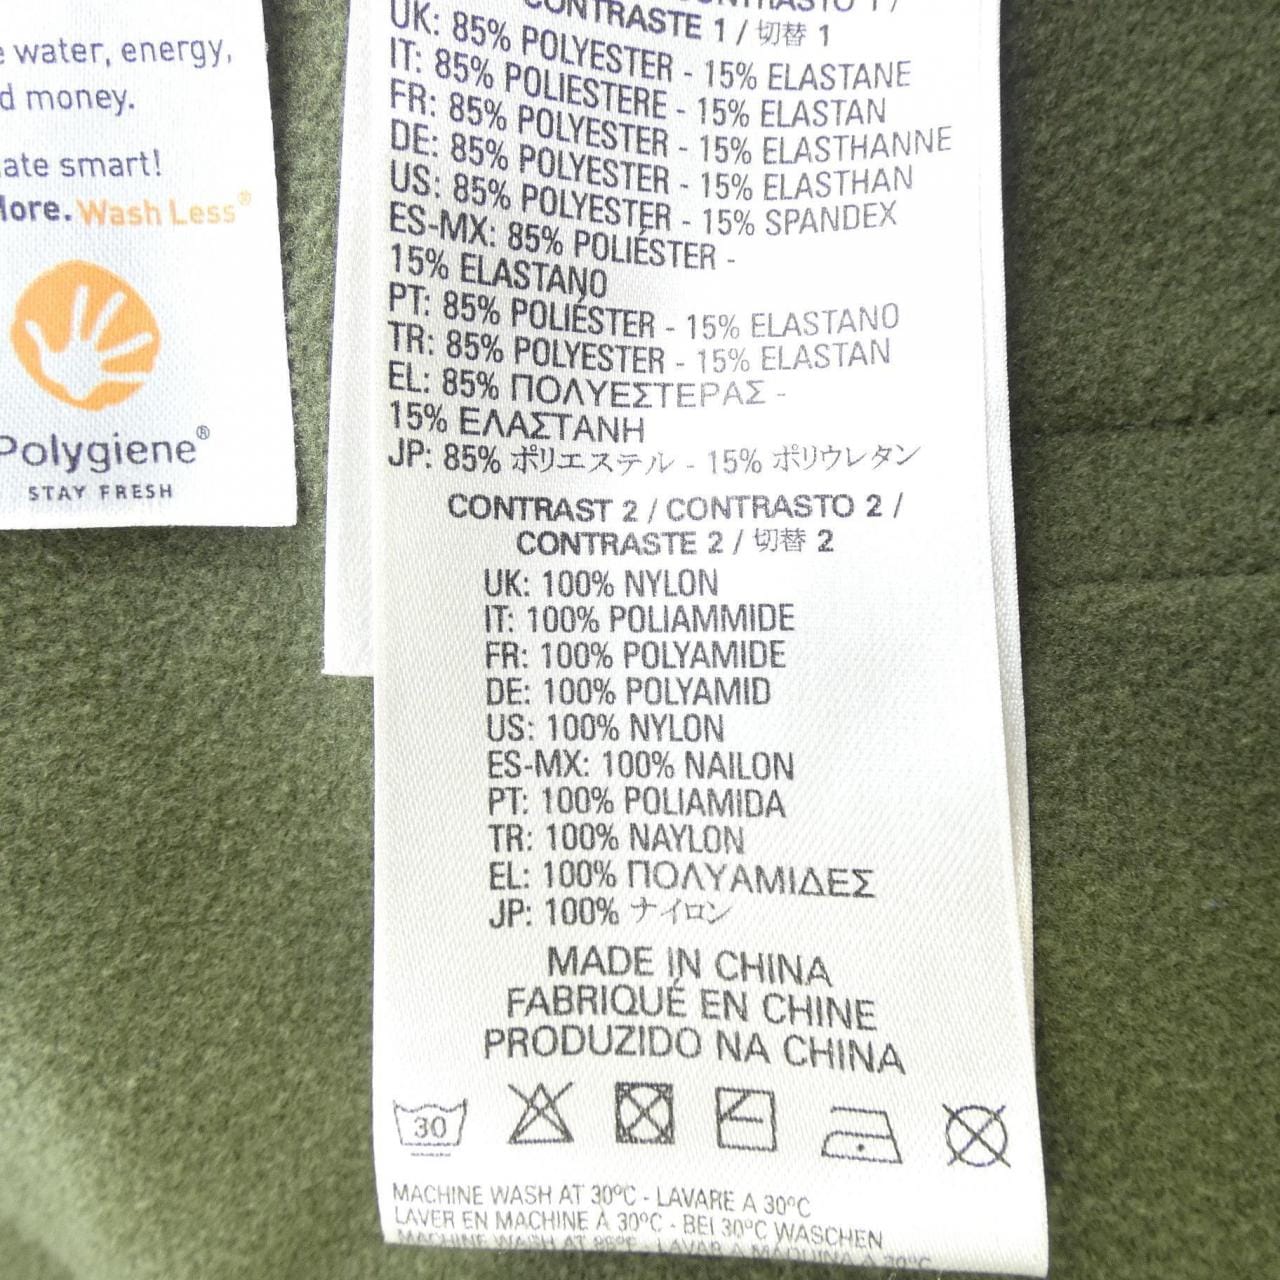 water, energy,
money.
smart!
Wash Less®
Polygiene®
STAY FRESH
CONTRASTE 1 / 切替 1
UK: 85% POLYESTER - 15% ELASTANE
IT: 85% POLIESTERE - 15% ELASTAN
FR: 85% POLYESTER - 15% ELASTHANNE
DE: 85% POLYESTER - 15% ELASTHAN
US: 85% POLYESTER - 15% SPANDEX
ES-MX: 85% POLIÉSTER -
15% ELASTANO
PT: 85% POLIÉSTER - 15% ELASTANO
TR: 85% POLYESTER - 15% ELASTAN
EL: 85% ΠΟΛΥΕΣΤΕΡΑΣ -
15% ΕΛΑΣΤΑΝΗ
JP: 85% ポリエステル - 15% ポリウレタン
CONTRAST 2 / CONTRASTO 2 /
CONTRASTE 2 / 切替 2
UK: 100% NYLON
IT: 100% POLIAMMIDE
FR: 100% POLYAMIDE
DE: 100% POLYAMID
US: 100% NYLON
ES-MX: 100% NAILON
PT: 100% POLIAMIDA
TR: 100% NAYLON
EL: 100% ΠΟΛΥΑΜΙΔΕΣ
JP: 100% ナイロン
MADE IN CHINA
FABRIQUÉ EN CHINE
PRODUZIDO NA CHINA
30
MACHINE WASH AT 30ºC - LAVARE A 30ºC
LAVER EN MACHINE À 30ºC - BEI 30ºC WASCHEN